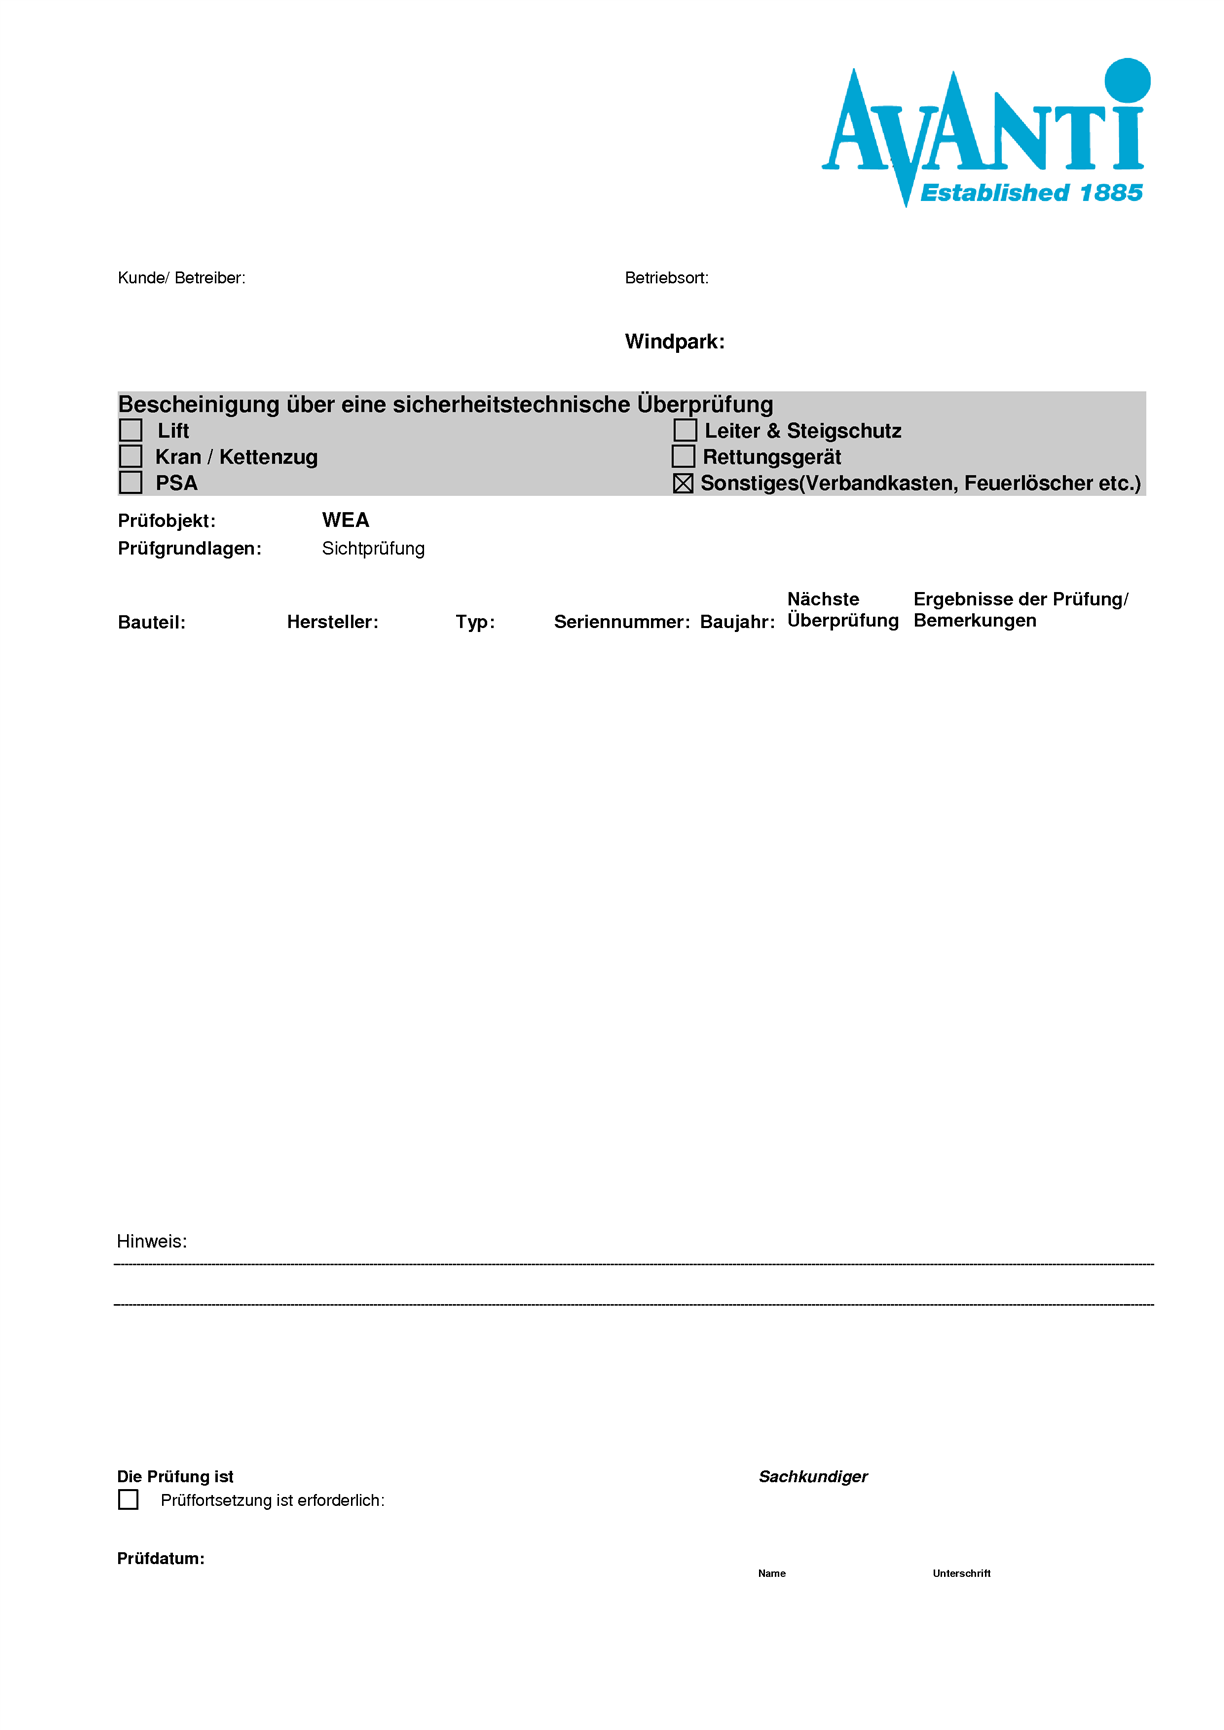 AVANTI
Established 1885
Kunde/ Betreiber:
Betriebsort:
Windpark:
Bescheinigung über eine sicherheitstechnische Überprüfung
Lift
Leiter & Steigschutz
Kran / Kettenzug
Rettungsgerät
PSA
Sonstiges(Verbandkasten, Feuerlöscher etc.)
Prüfobjekt: WEA
Prüfgrundlagen: Sichtprüfung
Bauteil: Hersteller: Typ: Seriennummer: Baujahr: Nächste Überprüfung Ergebnisse der Prüfung/ Bemerkungen
Hinweis:
Die Prüfung ist
Sachkundiger
Prüffortsetzung ist erforderlich:
Prüfdatum:
Name Unterschrift